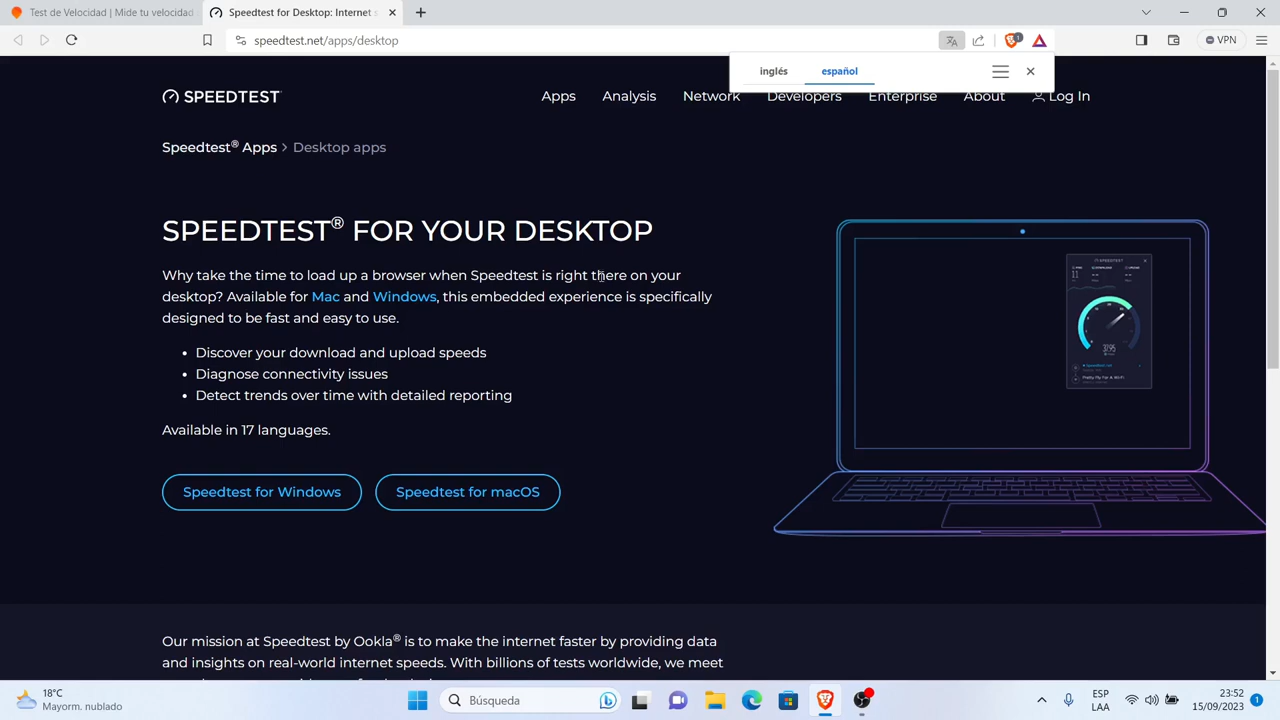 Test de Velocidad | Mide tu velocidad
Speedtest for Desktop: Internet s
speedtest.net/apps/desktop
1
VPN
inglés
español
SPEEDTEST
Apps
Analysis
Network
Developers
Enterprise
About
Log In
Speedtest® Apps > Desktop apps
SPEEDTEST® FOR YOUR DESKTOP
Why take the time to load up a browser when Speedtest is right there on your
desktop? Available for Mac and Windows, this embedded experience is specifically
designed to be fast and easy to use.
• Discover your download and upload speeds
• Diagnose connectivity issues
• Detect trends over time with detailed reporting
Available in 17 languages.
Speedtest for Windows
Speedtest for macOS
SPEEDTEST
11
37.95
Our mission at Speedtest by Ookla® is to make the internet faster by providing data
and insights on real-world internet speeds. With billions of tests worldwide, we meet
18°C
Mayorm. nublado
Búsqueda
ESP
LAA
23:52
15/09/2023
1